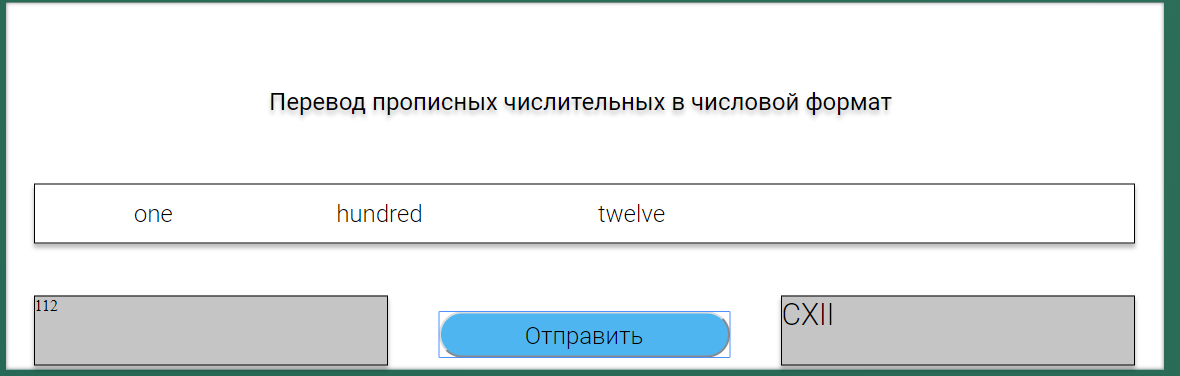 Перевод прописных числительных в числовой формат
one hundred twelve
112
Отправить
CXII